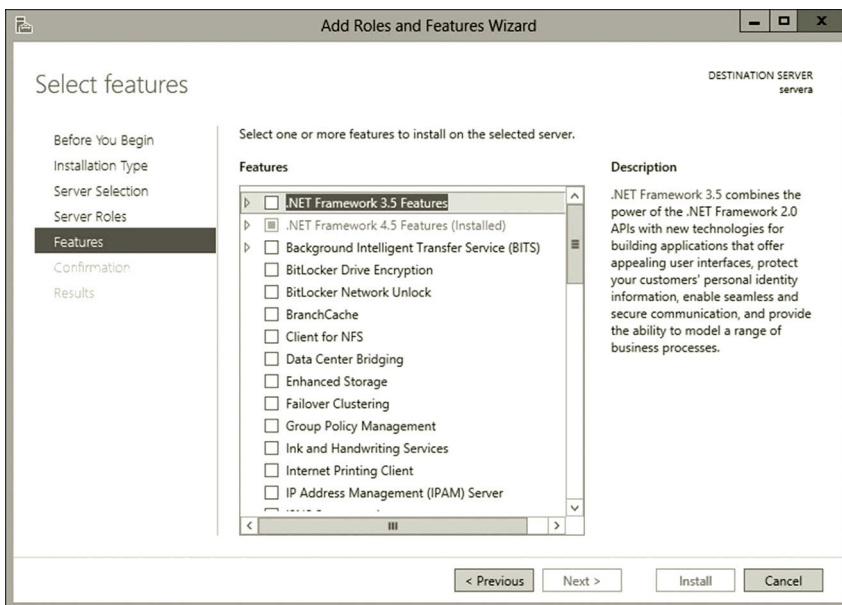 Add Roles and Features Wizard
Select features
DESTINATION SERVER
servera
Before You Begin
Installation Type
Server Selection
Server Roles
Features
Confirmation
Results
Select one or more features to install on the selected server.
Features
.NET Framework 3.5 Features
.NET Framework 4.5 Features (Installed)
Background Intelligent Transfer Service (BITS)
BitLocker Drive Encryption
BitLocker Network Unlock
BranchCache
Client for NFS
Data Center Bridging
Enhanced Storage
Failover Clustering
Group Policy Management
Ink and Handwriting Services
Internet Printing Client
IP Address Management (IPAM) Server
Description
.NET Framework 3.5 combines the
power of the .NET Framework 2.0
APIs with new technologies for
building applications that offer
appealing user interfaces, protect
your customers' personal identity
information, enable seamless and
secure communication, and provide
the ability to model a range of
business processes.
< Previous
Next >
Install
Cancel